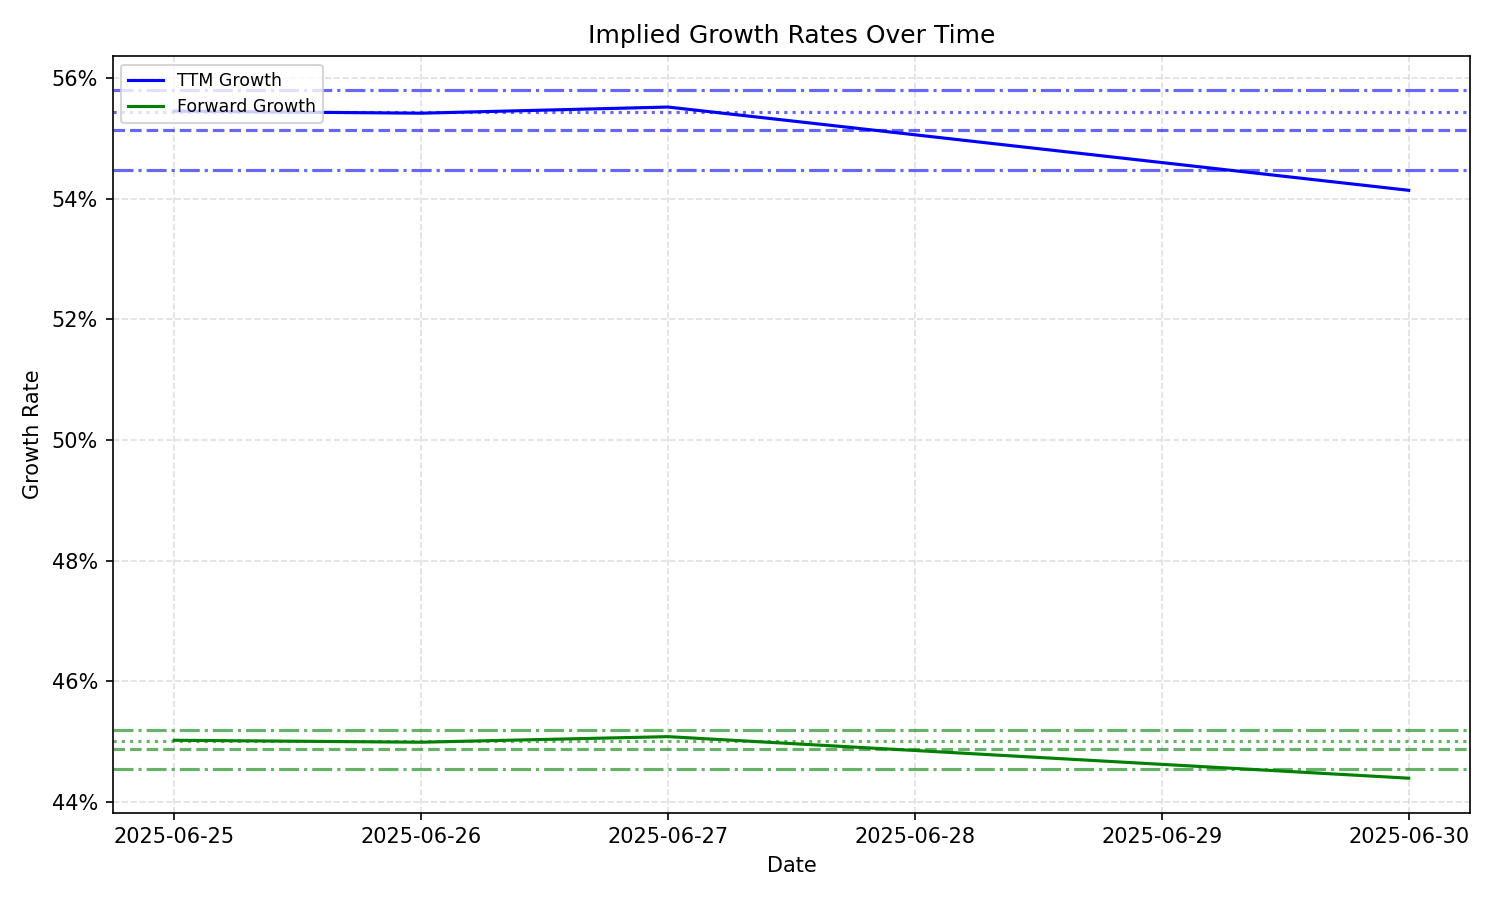 Implied Growth Rates Over Time
TTM Growth
Forward Growth
56%
54%
52%
50%
48%
46%
44%
Growth Rate
2025-06-25
2025-06-26
2025-06-27
2025-06-28
2025-06-29
2025-06-30
Date